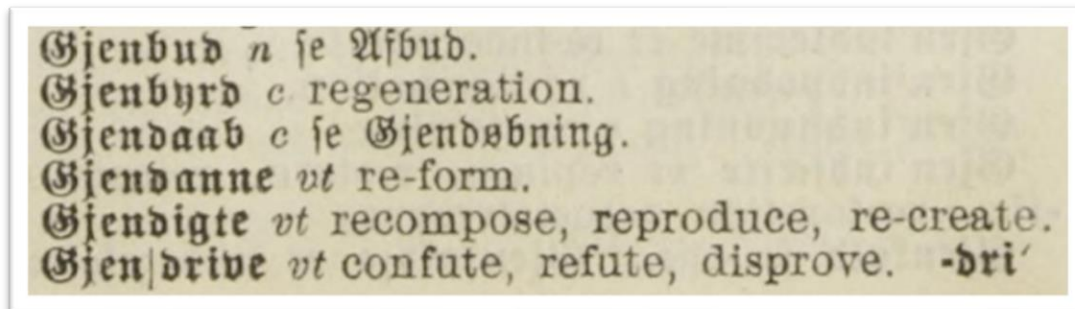 Gjenbud n se Afbud.
Gjenbyrd c regeneration.
Gjendaab c se Gjendøbning.
Gjendanne vt re-form.
Gjendigte vt recompose, reproduce, re-create.
Gjen|drive vt confute, refute, disprove. -dri′